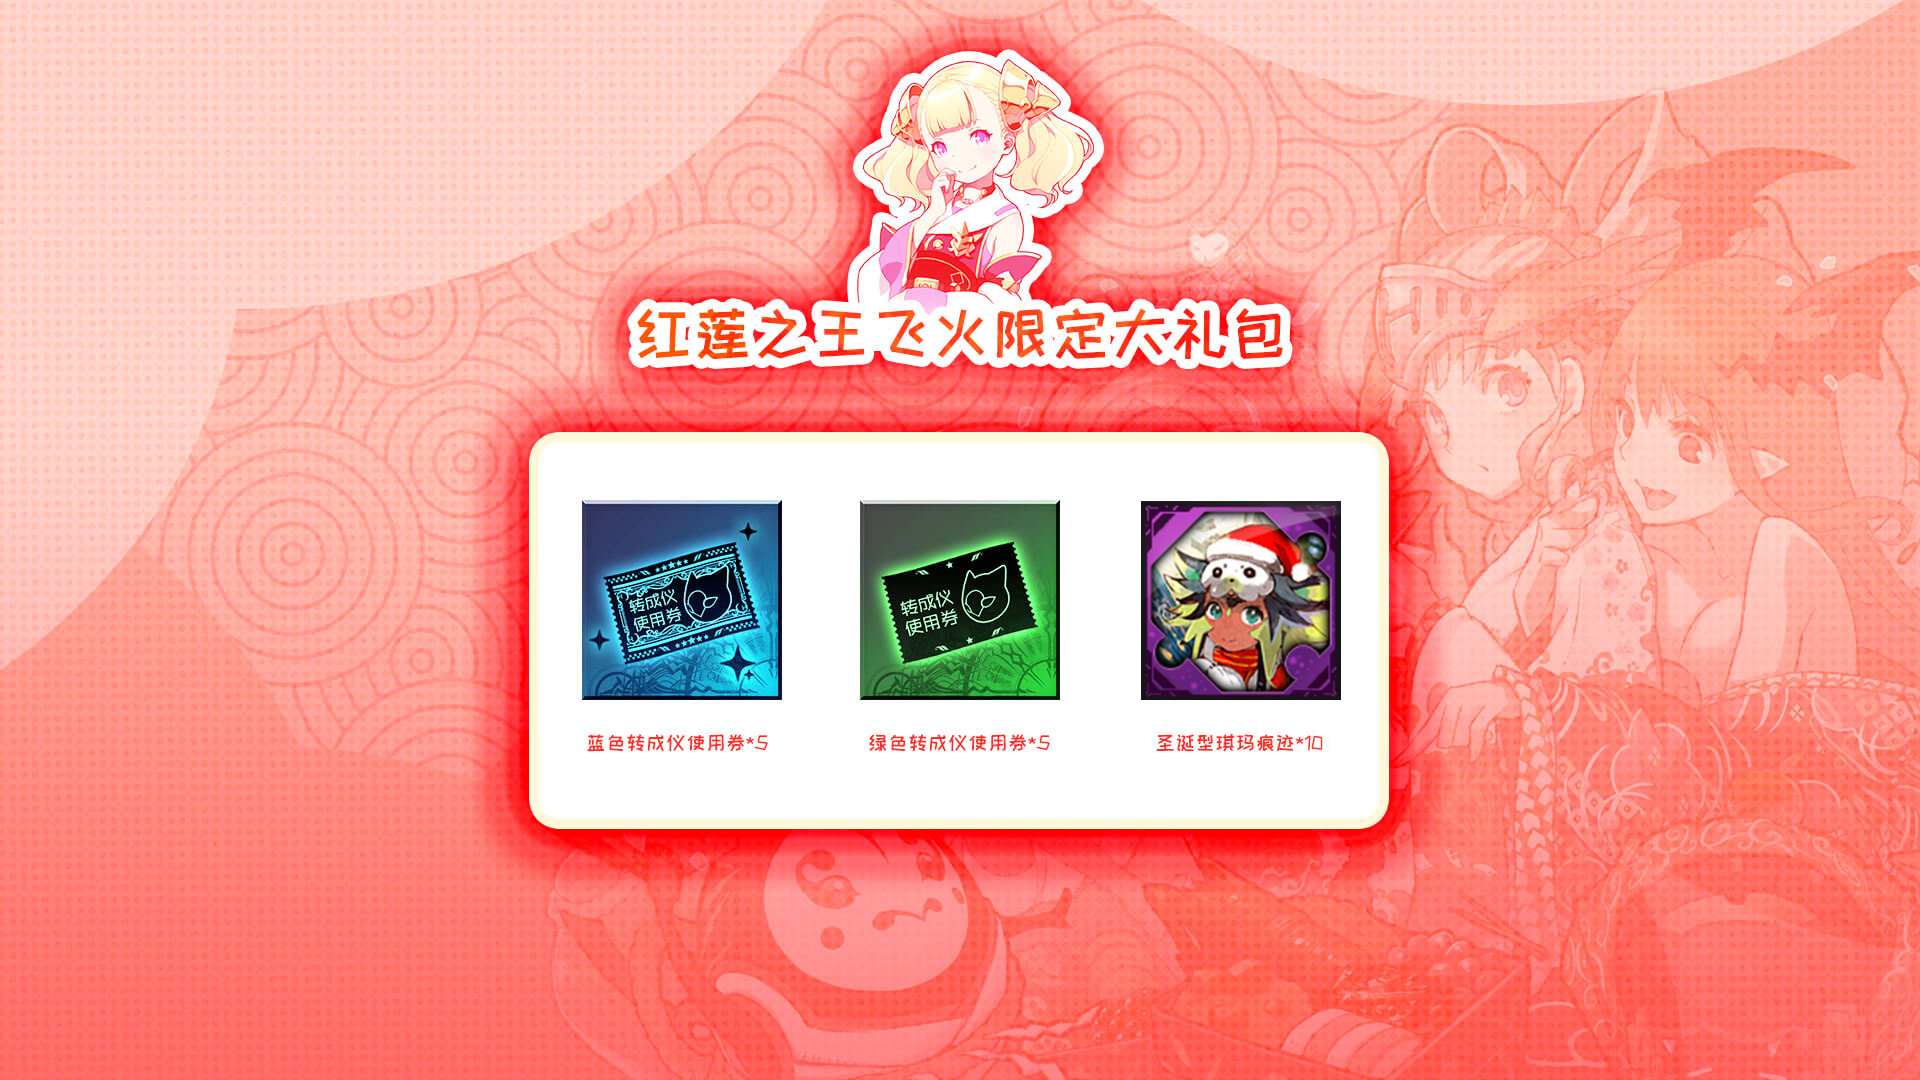 红莲之王飞火限定大礼包
转成仪
使用券
转成仪
使用券
蓝色转成仪使用券*5
绿色转成仪使用券*5
圣诞型琪玛痕迹*10